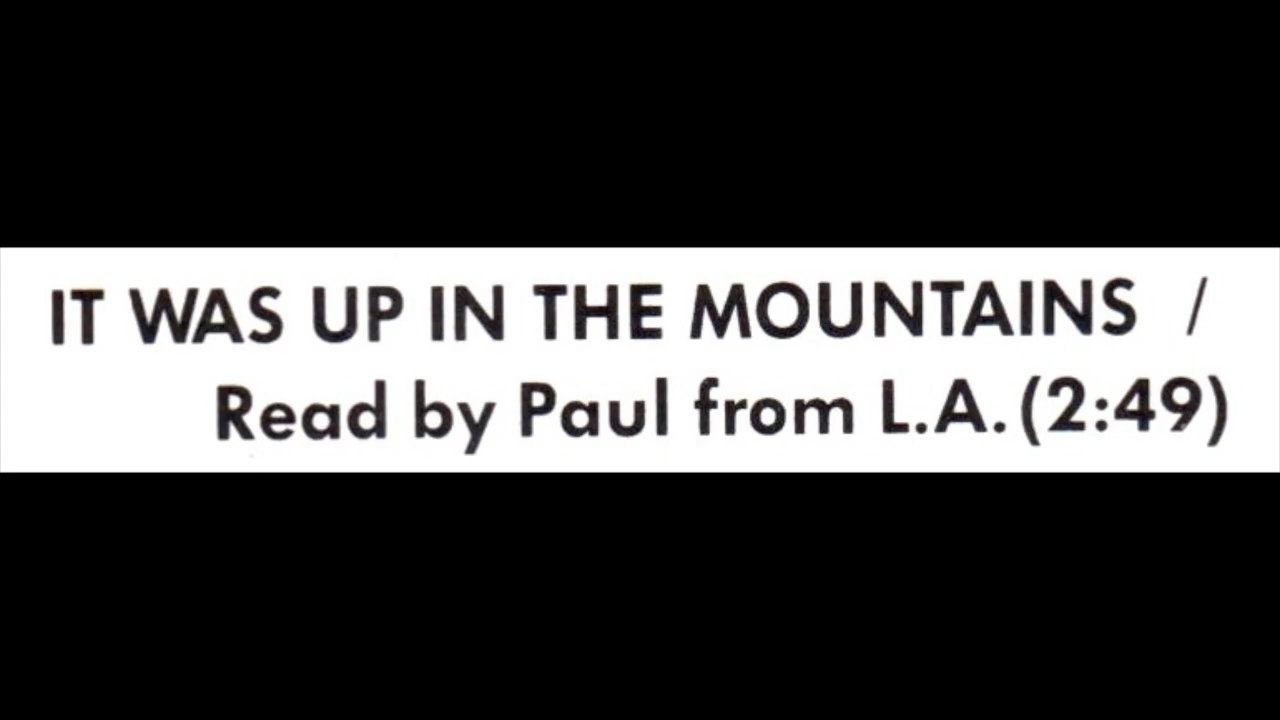 IT WAS UP IN THE MOUNTAINS /
Read by Paul from L.A. (2:49)